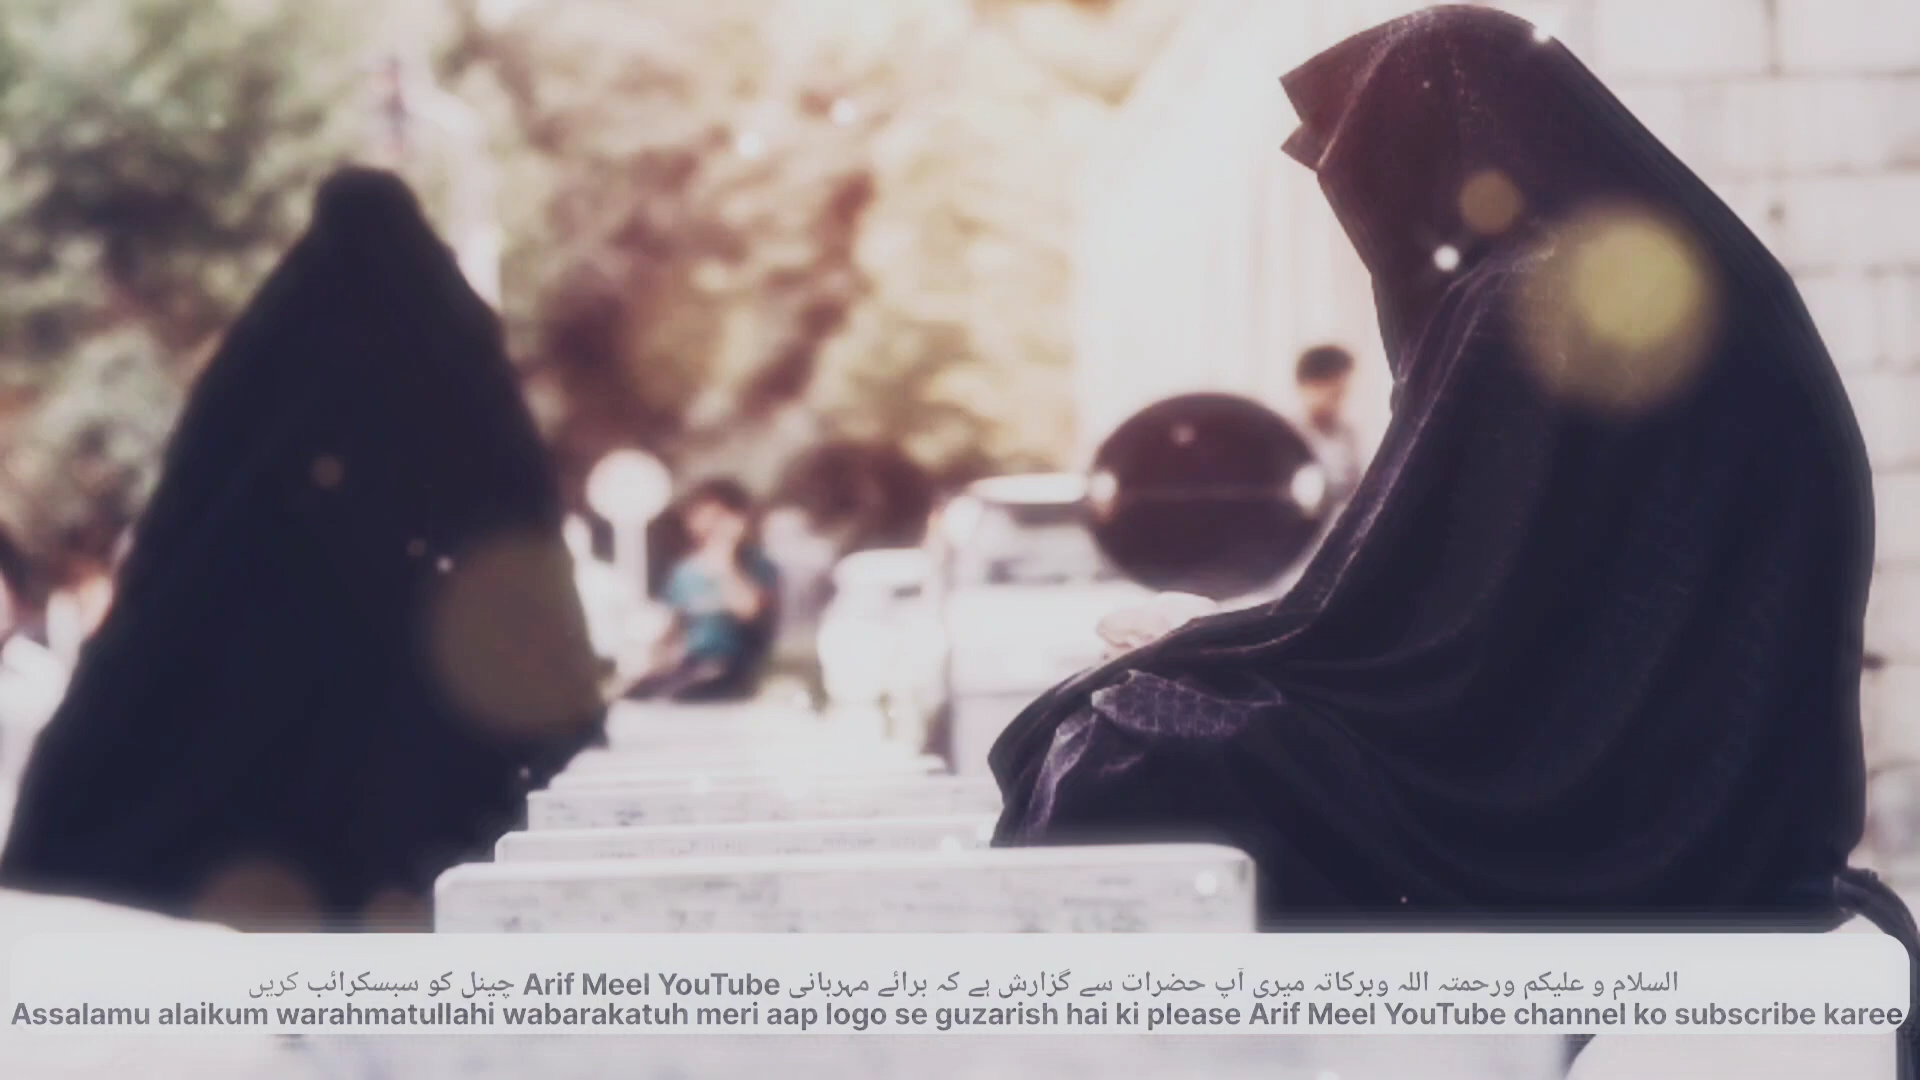 السلام و علیکم ورحمتہ اللہ وبرکاتہ میری آپ حضرات سے گزارش ہے کہ برائے مہربانی Arif Meel YouTube چینل کو سبسکرائب کریں
Assalamu alaikum warahmatullahi wabarakatuh meri aap logo se guzarish hai ki please Arif Meel YouTube channel ko subscribe karee